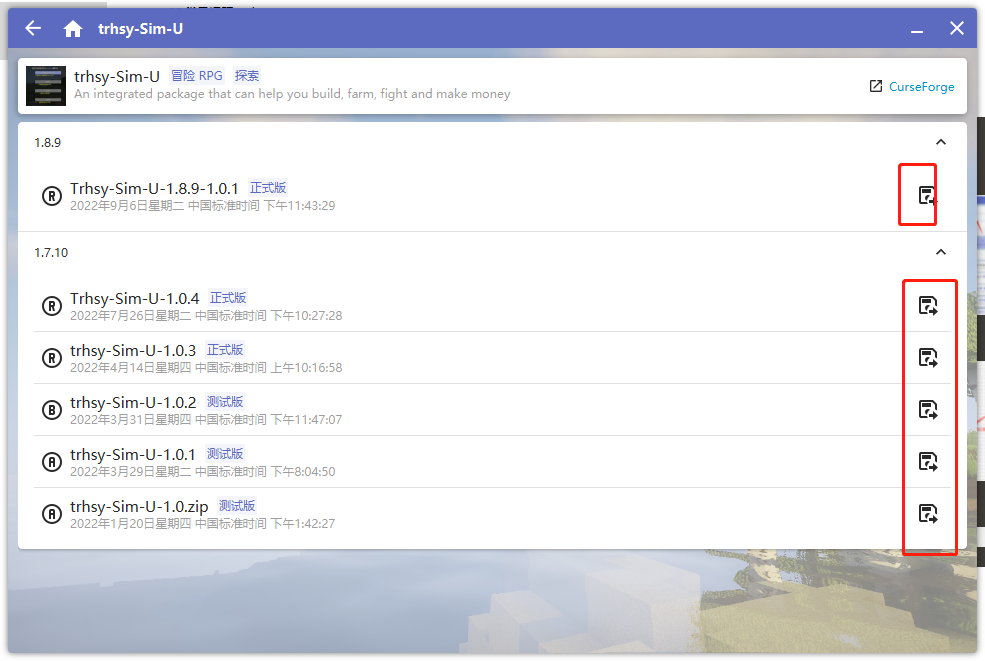 trhsy-Sim-U
trhsy-Sim-U 冒险 RPG 探索
An integrated package that can help you build, farm, fight and make money
CurseForge
1.8.9
R Trhsy-Sim-U-1.8.9-1.0.1 正式版
2022年9月6日星期二 中国标准时间 下午11:43:29
1.7.10
R Trhsy-Sim-U-1.0.4 正式版
2022年7月26日星期二 中国标准时间 下午10:27:28
R trhsy-Sim-U-1.0.3 正式版
2022年4月14日星期四 中国标准时间 上午10:16:58
B trhsy-Sim-U-1.0.2 测试版
2022年3月31日星期四 中国标准时间 下午11:47:07
A trhsy-Sim-U-1.0.1 测试版
2022年3月29日星期二 中国标准时间 下午8:04:50
A trhsy-Sim-U-1.0.zip 测试版
2022年1月20日星期四 中国标准时间 下午1:42:27